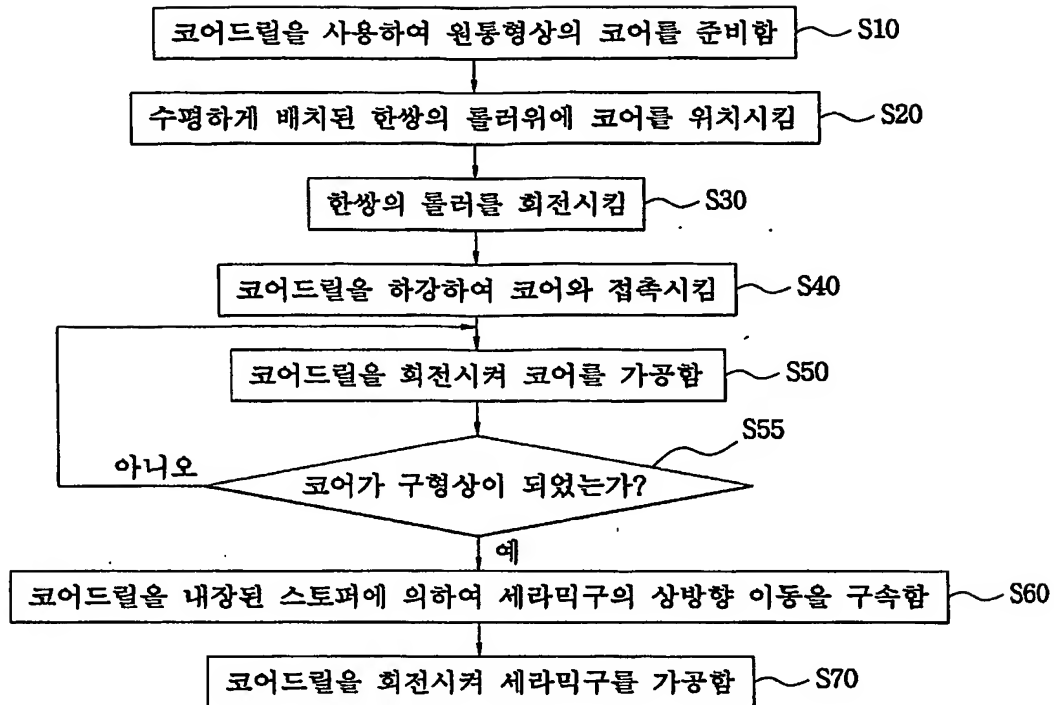 코어드릴을 사용하여 원통형상의 코어를 준비함 S10
수평하게 배치된 한쌍의 롤러위에 코어를 위치시킴 S20
한쌍의 롤러를 회전시킴 S30
코어드릴을 하강하여 코어와 접촉시킴 S40
코어드릴을 회전시켜 코어를 가공함 S50
S55
아니오
코어가 구형상이 되었는가?
예
코어드릴을 내장된 스토퍼에 의하여 세라믹구의 상방향 이동을 구속함 S60
코어드릴을 회전시켜 세라믹구를 가공함 S70